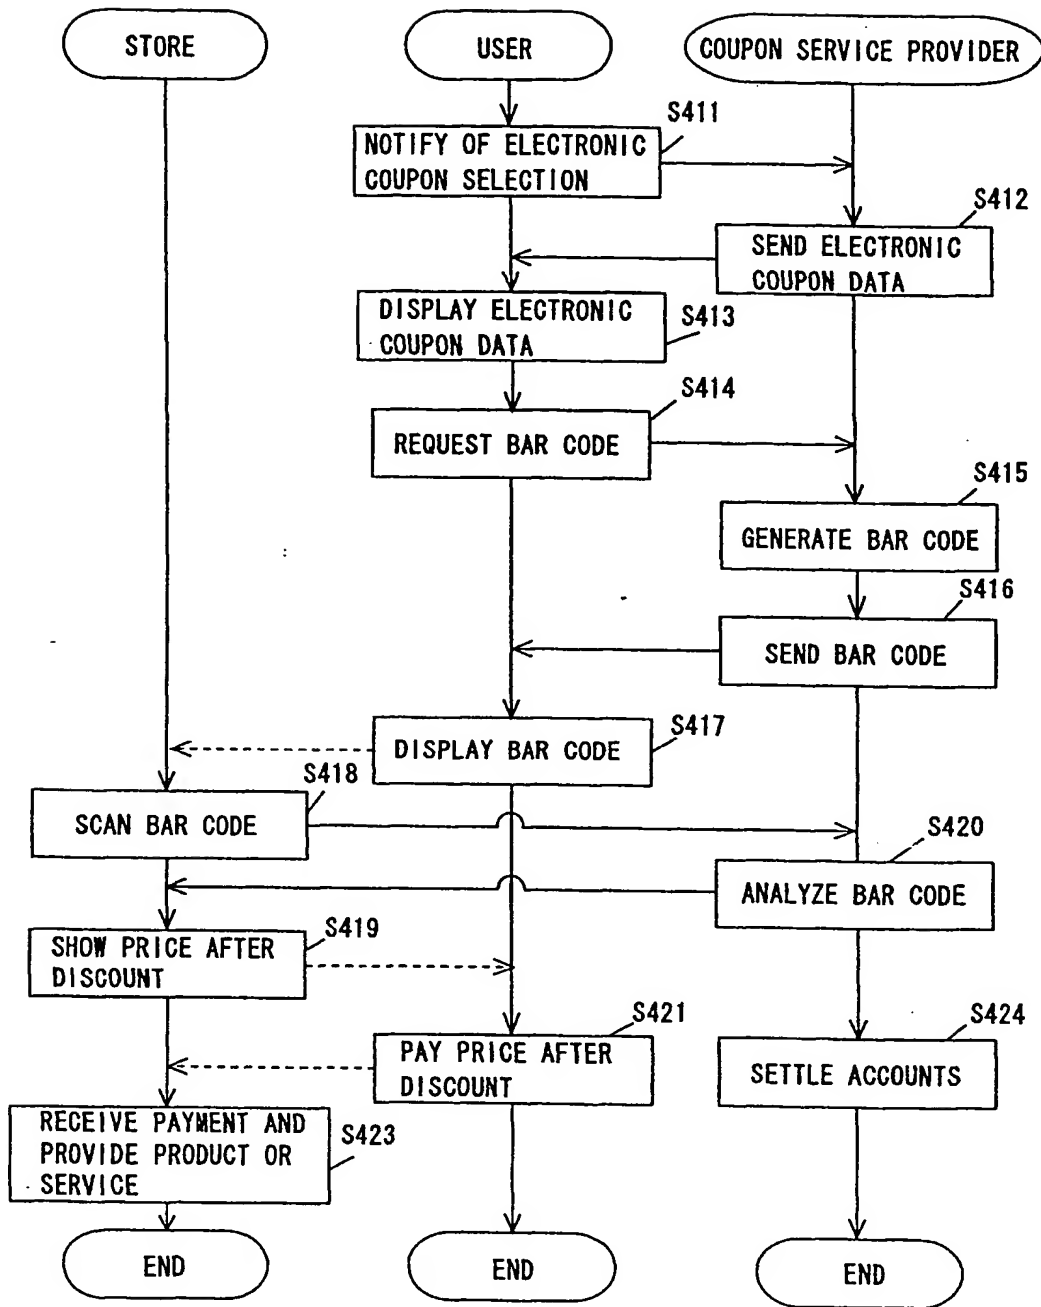 STORE
USER
COUPON SERVICE PROVIDER
S411
NOTIFY OF ELECTRONIC
COUPON SELECTION
S412
SEND ELECTRONIC
COUPON DATA
DISPLAY ELECTRONIC
COUPON DATA
S413
S414
REQUEST BAR CODE
S415
GENERATE BAR CODE
S416
SEND BAR CODE
DISPLAY BAR CODE
S417
S418
SCAN BAR CODE
S420
ANALYZE BAR CODE
S419
SHOW PRICE AFTER
DISCOUNT
S421
PAY PRICE AFTER
DISCOUNT
S424
SETTLE ACCOUNTS
RECEIVE PAYMENT AND
PROVIDE PRODUCT OR
SERVICE
S423
END
END
END